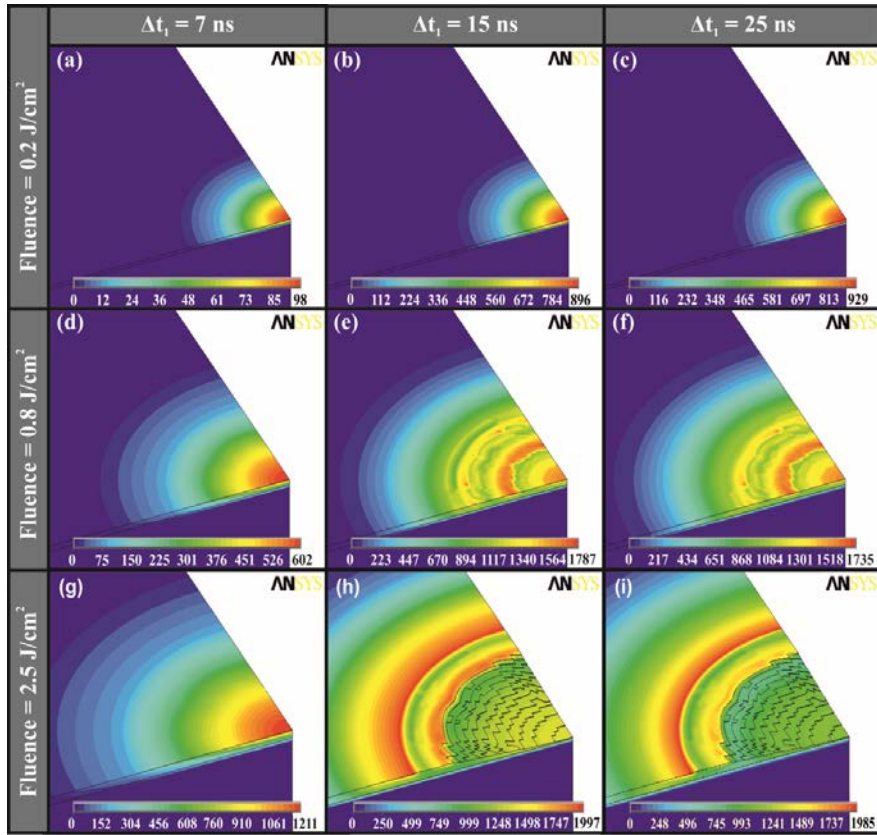 Δt₁ = 7 ns
Δt₁ = 15 ns
Δt₁ = 25 ns
Fluence = 0.2 J/cm²
(a)
ANSYS
0 12 24 36 48 61 73 85 98
(b)
ANSYS
0 112 224 336 448 560 672 784 896
(c)
ANSYS
0 116 232 348 465 581 697 813 929
Fluence = 0.8 J/cm²
(d)
ANSYS
0 75 150 225 301 376 451 526 602
(e)
ANSYS
0 223 447 670 894 1117 1340 1564 1787
(f)
ANSYS
0 217 434 651 868 1084 1301 1518 1735
Fluence = 2.5 J/cm²
(g)
ANSYS
0 152 304 456 608 760 910 1061 1211
(h)
ANSYS
0 250 499 749 999 1248 1498 1747 1997
(i)
ANSYS
0 248 496 745 993 1241 1489 1737 1985